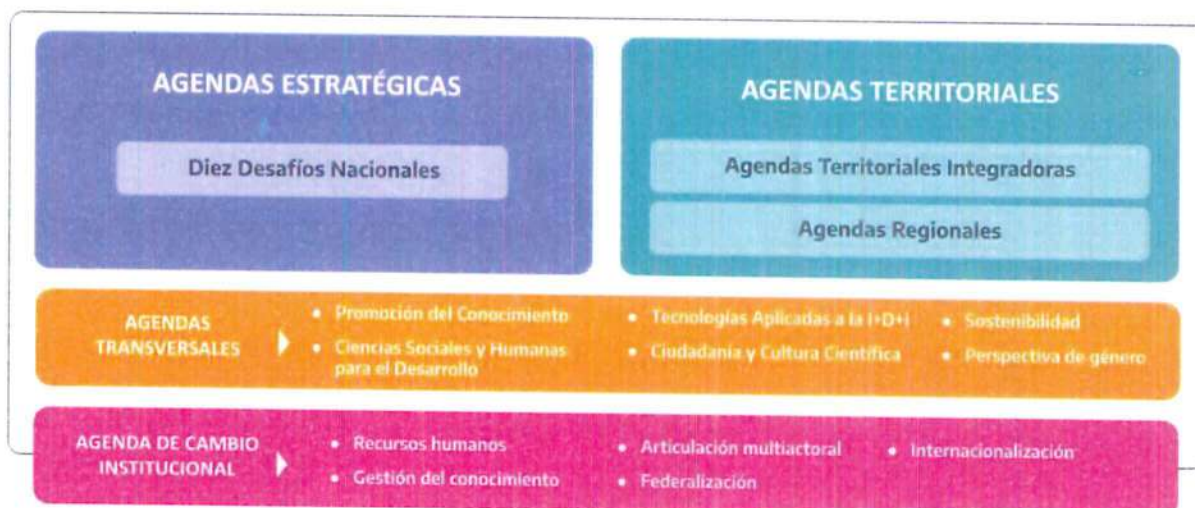 AGENDAS ESTRATÉGICAS
Diez Desafíos Nacionales
AGENDAS TERRITORIALES
Agendas Territoriales Integradoras
Agendas Regionales
AGENDAS
TRANSVERSALES
• Promoción del Conocimiento
• Ciencias Sociales y Humanas
para el Desarrollo
• Tecnologías Aplicadas a la I+D+i
• Ciudadanía y Cultura Científica
• Sostenibilidad
• Perspectiva de género
AGENDA DE CAMBIO
INSTITUCIONAL
• Recursos humanos
• Gestión del conocimiento
• Articulación multiactoral
• Federalización
• Internacionalización